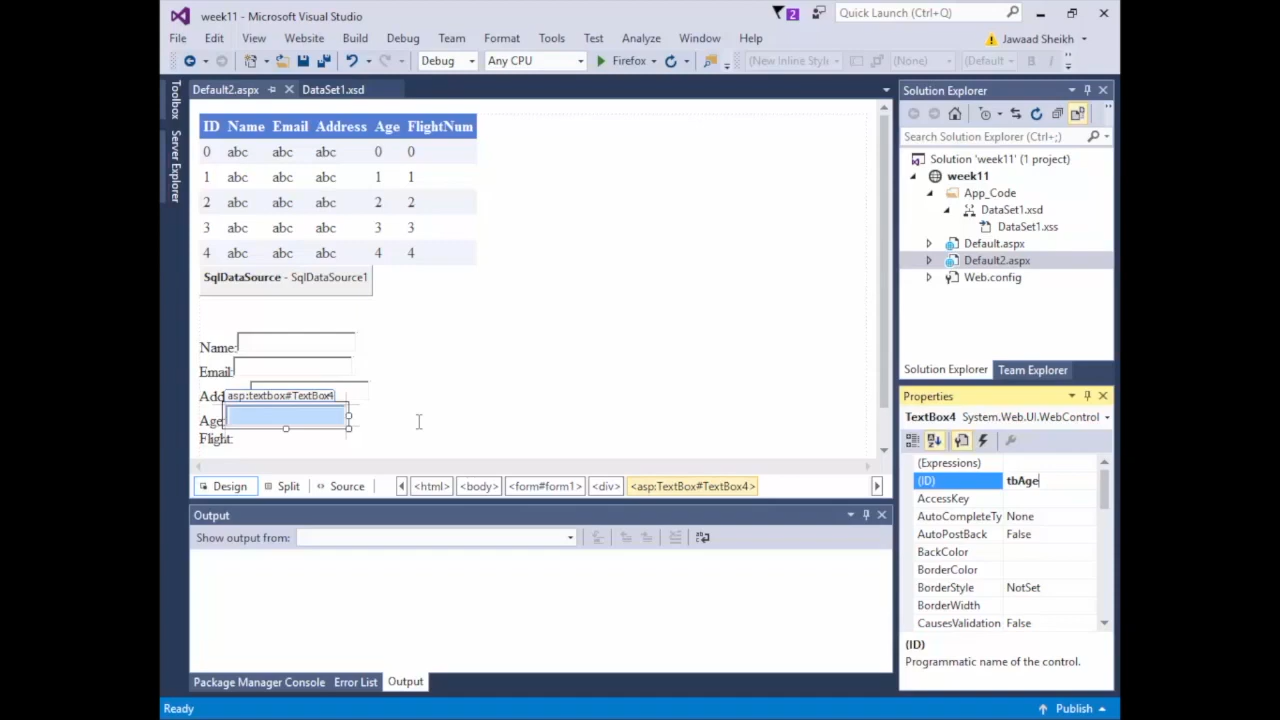 week11 - Microsoft Visual Studio
2
Quick Launch (Ctrl+Q)
File Edit View Website Build Debug Team Format Tools Test Analyze Window Help
Jawaad Sheikh
Debug Any CPU Firefox (New Inline Style (None) (Default B I
Toolbox
Server Explorer
Default2.aspx DataSet1.xsd
ID Name Email Address Age FlightNum
0 abc abc abc 0 0
1 abc abc abc 1 1
2 abc abc abc 2 2
3 abc abc abc 3 3
4 abc abc abc 4 4
SqlDataSource - SqlDataSource1
Name:
Email:
Add
asp:textbox#TextBox4
Age:
Flight:
Design Split Source <html> <body> <form#form1> <div> <asp:TextBox#TextBox4>
Output
Show output from:
Package Manager Console Error List Output
Solution Explorer
Search Solution Explorer (Ctrl+;)
Solution 'week11' (1 project)
week11
App_Code
DataSet1.xsd
DataSet1.xss
Default.aspx
Default2.aspx
Web.config
Solution Explorer Team Explorer
Properties
TextBox4 System.Web.UI.WebControl
(Expressions)
(ID) tbAge
AccessKey
AutoCompleteTy None
AutoPostBack False
BackColor
BorderColor
BorderStyle NotSet
BorderWidth
CausesValidation False
(ID)
Programmatic name of the control.
Ready
Publish